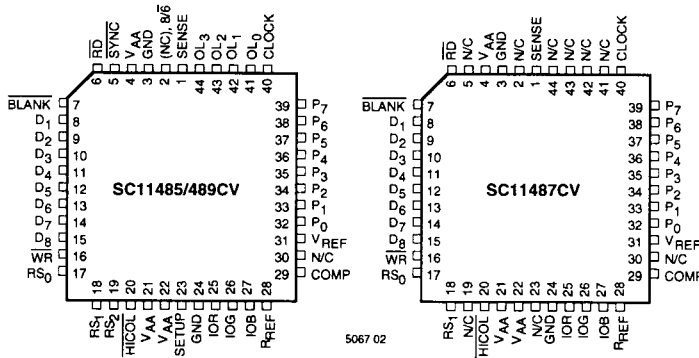 RD SYNC VAA GND (NC), 8/6 SENSE OL3 OL2 OL1 OL0 CLOCK
6 5 4 3 2 1 44 43 42 41 40
BLANK 7 39 P7
D1 8 38 P6
D2 9 37 P5
D3 10 36 P4
D4 11 35 P3
D5 12 SC11485/489CV 34 P2
D6 13 33 P1
D7 14 32 P0
D8 15 31 VREF
WR 16 30 N/C
RS0 17 29 COMP
18 19 20 21 22 23 24 25 26 27 28
RS1 RS2 HICOL VAA VAA SETUP GND IOR IOG IOB RREF
RD N/C VAA GND N/C SENSE N/C N/C N/C N/C CLOCK
6 5 4 3 2 1 44 43 42 41 40
BLANK 7 39 P7
D1 8 38 P6
D2 9 37 P5
D3 10 36 P4
D4 11 35 P3
D5 12 SC11487CV 34 P2
D6 13 33 P1
D7 14 32 P0
D8 15 31 VREF
WR 16 30 N/C
RS0 17 29 COMP
18 19 20 21 22 23 24 25 26 27 28
RS1 N/C HICOL VAA VAA N/C GND IOR IOG IOB RREF
5067 02